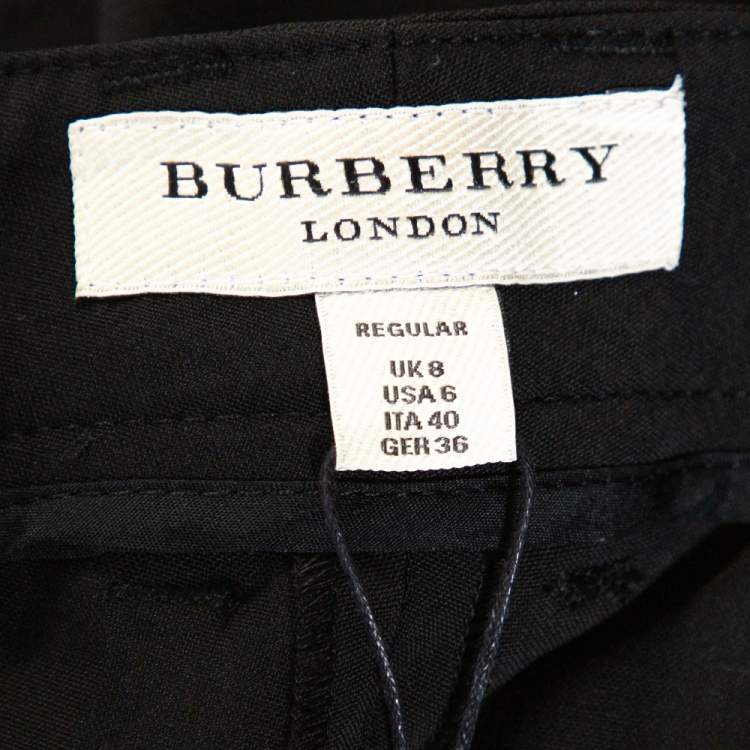 BURBERRY
LONDON
REGULAR
UK 8
USA 6
ITA 40
GER 36